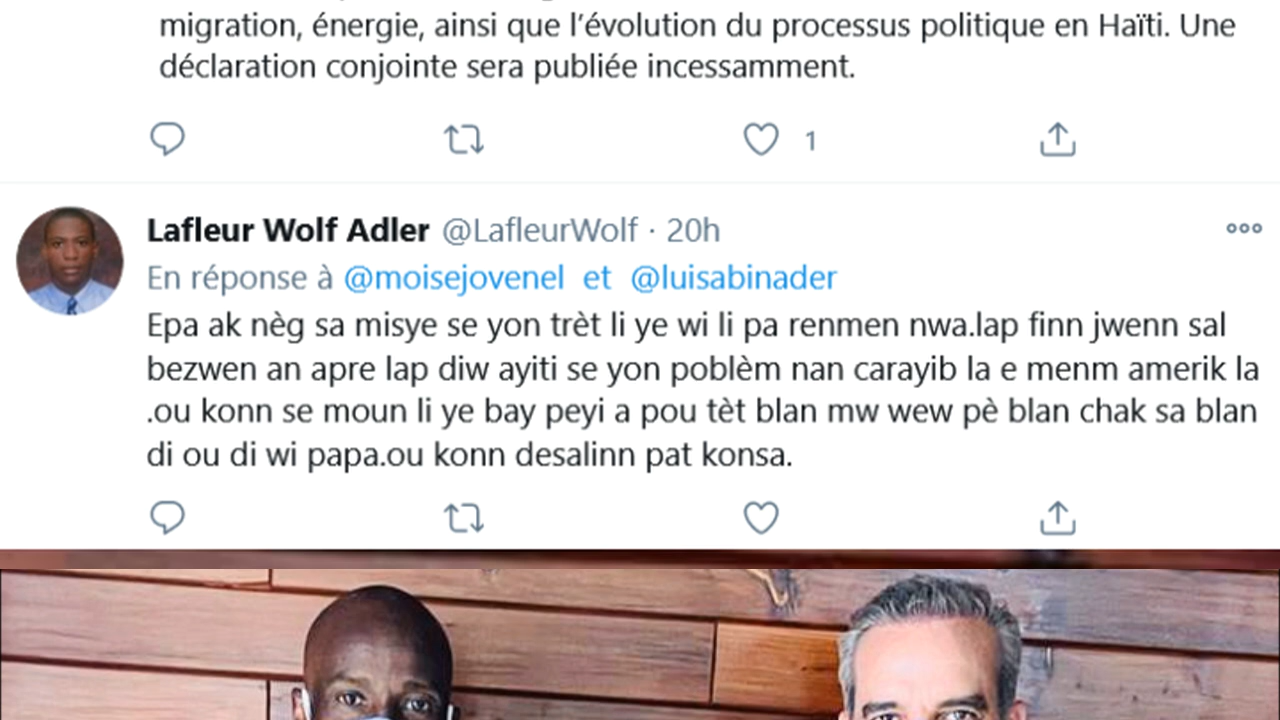 migration, énergie, ainsi que l’évolution du processus politique en Haïti. Une
déclaration conjointe sera publiée incessamment.
1
Lafleur Wolf Adler @LafleurWolf · 20h
En réponse à @moisejovenel et @luisabinader
Epa ak nèg sa misye se yon trèt li ye wi li pa renmen nwa.lap finn jwenn sal
bezwen an apre lap diw ayiti se yon poblèm nan carayib la e menm amerik la
.ou konn se moun li ye bay peyi a pou tèt blan mw wew pè blan chak sa blan
di ou di wi papa.ou konn desalinn pat konsa.